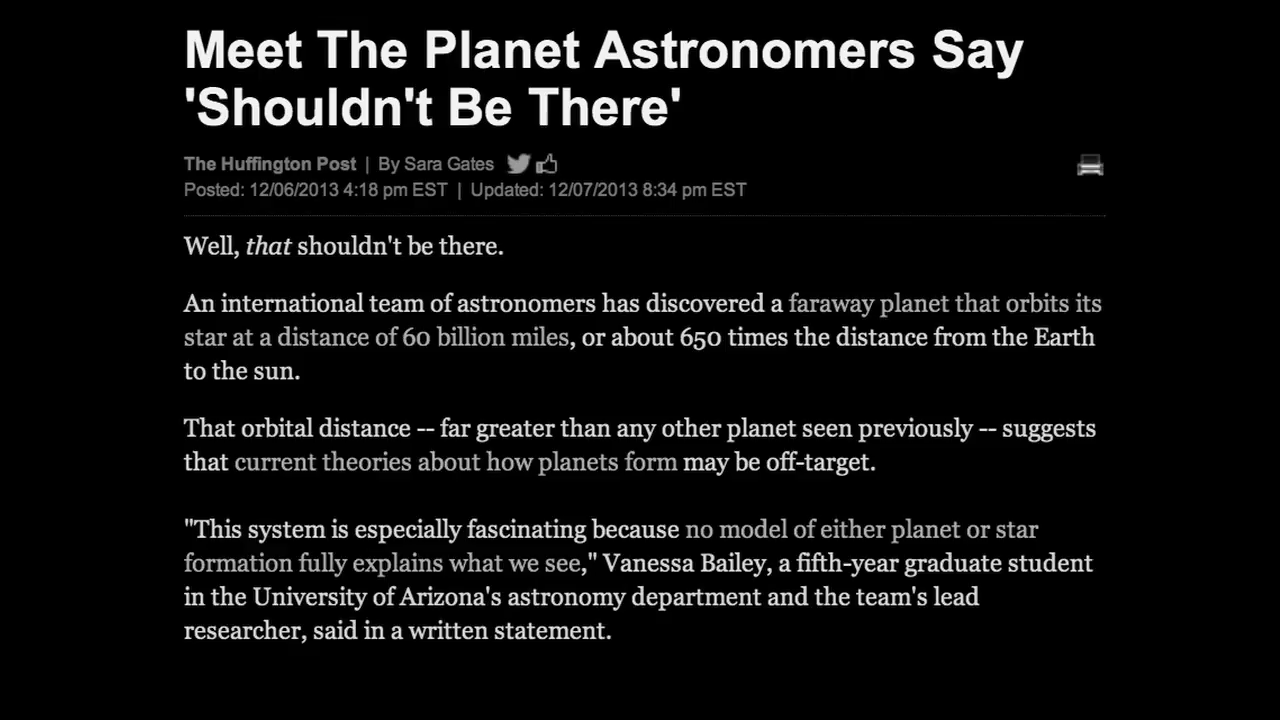 Meet The Planet Astronomers Say
'Shouldn't Be There'
The Huffington Post | By Sara Gates
Posted: 12/06/2013 4:18 pm EST | Updated: 12/07/2013 8:34 pm EST
Well, that shouldn't be there.
An international team of astronomers has discovered a faraway planet that orbits its
star at a distance of 60 billion miles, or about 650 times the distance from the Earth
to the sun.
That orbital distance -- far greater than any other planet seen previously -- suggests
that current theories about how planets form may be off-target.
"This system is especially fascinating because no model of either planet or star
formation fully explains what we see," Vanessa Bailey, a fifth-year graduate student
in the University of Arizona's astronomy department and the team's lead
researcher, said in a written statement.